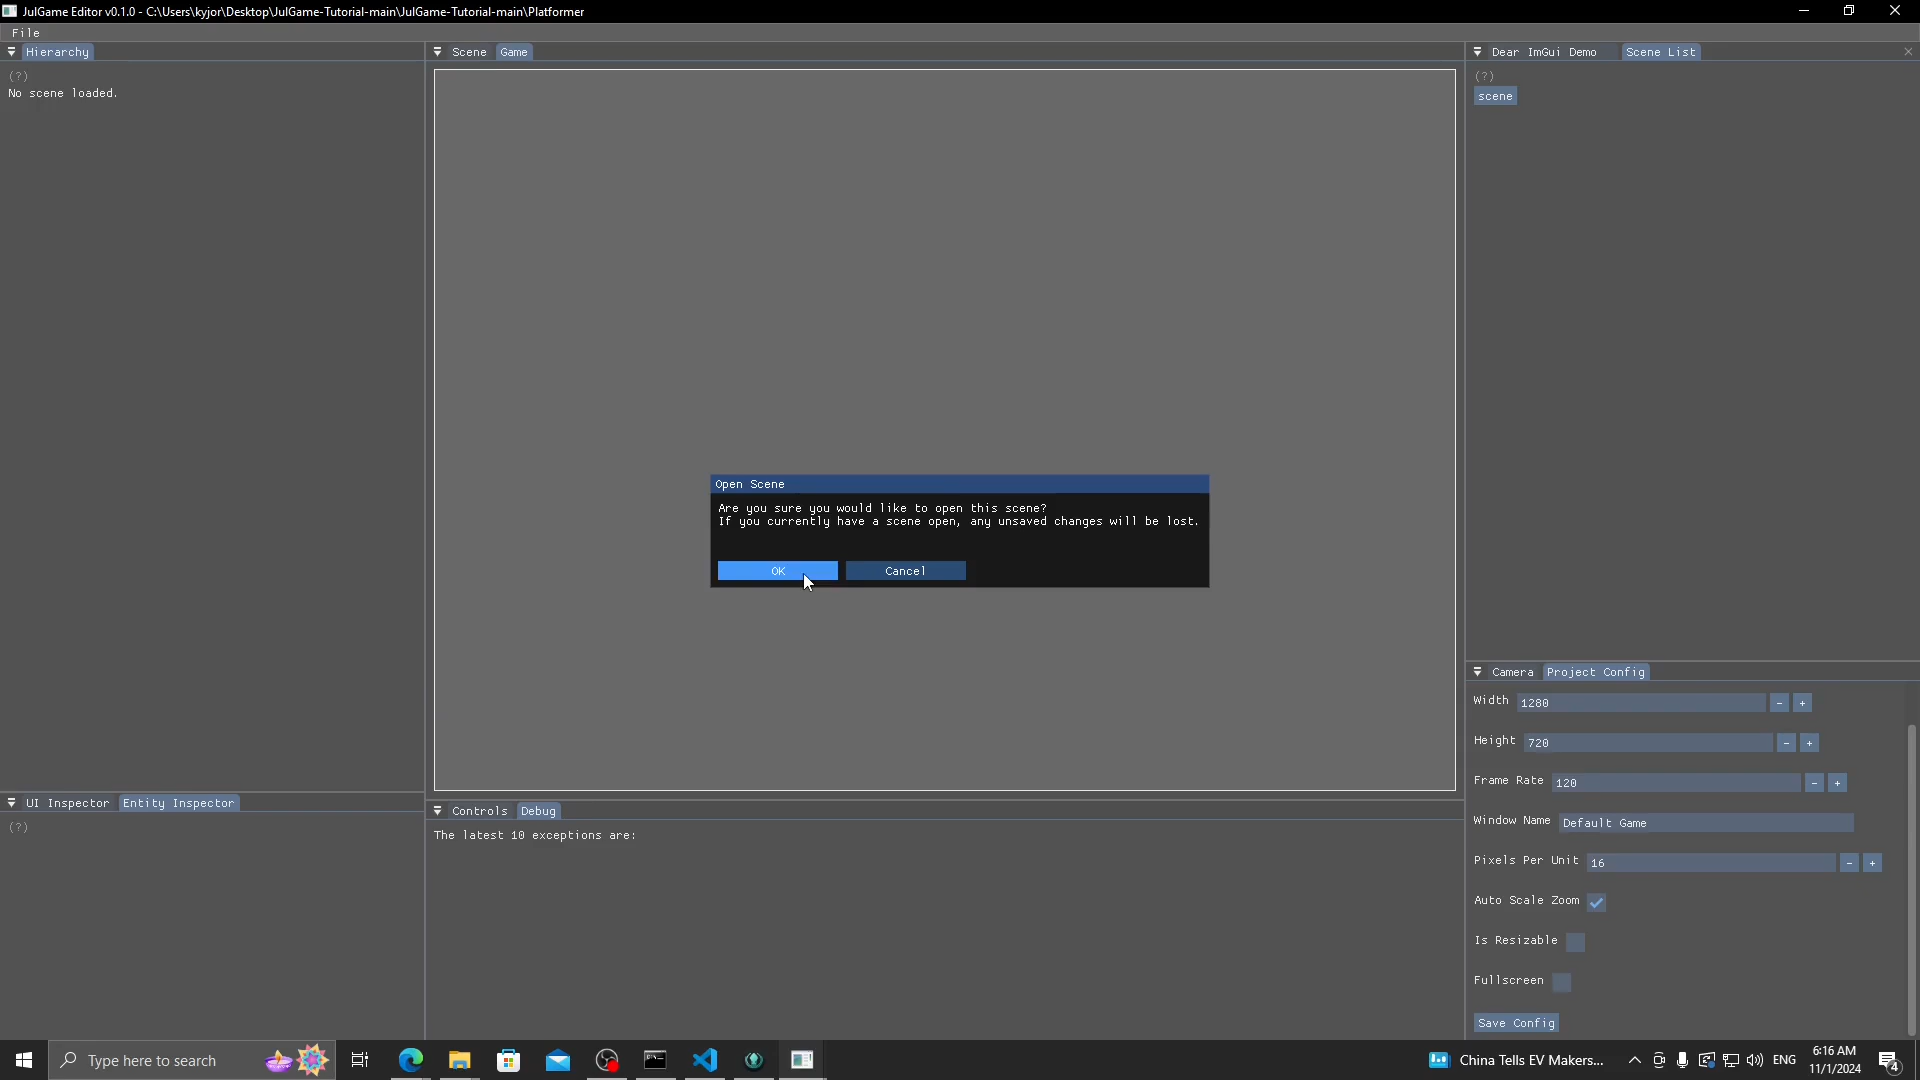 JulGame Editor v0.1.0 - C:\Users\kyjor\Desktop\JulGame-Tutorial-main\JulGame-Tutorial-main\Platformer
File
Hierarchy
(?)
No scene loaded.
Scene Game
Dear ImGui Demo Scene List
(?)
scene
Open Scene
Are you sure you would like to open this scene?
If you currently have a scene open, any unsaved changes will be lost.
OK Cancel
Camera Project Config
Width 1280 - +
Height 720 - +
Frame Rate 120 - +
Window Name Default Game
Pixels Per Unit 16 - +
Auto Scale Zoom
Is Resizable
Fullscreen
Save Config
UI Inspector Entity Inspector
(?)
Controls Debug
The latest 10 exceptions are:
Type here to search
China Tells EV Makers...
ENG
6:16 AM
11/1/2024
4